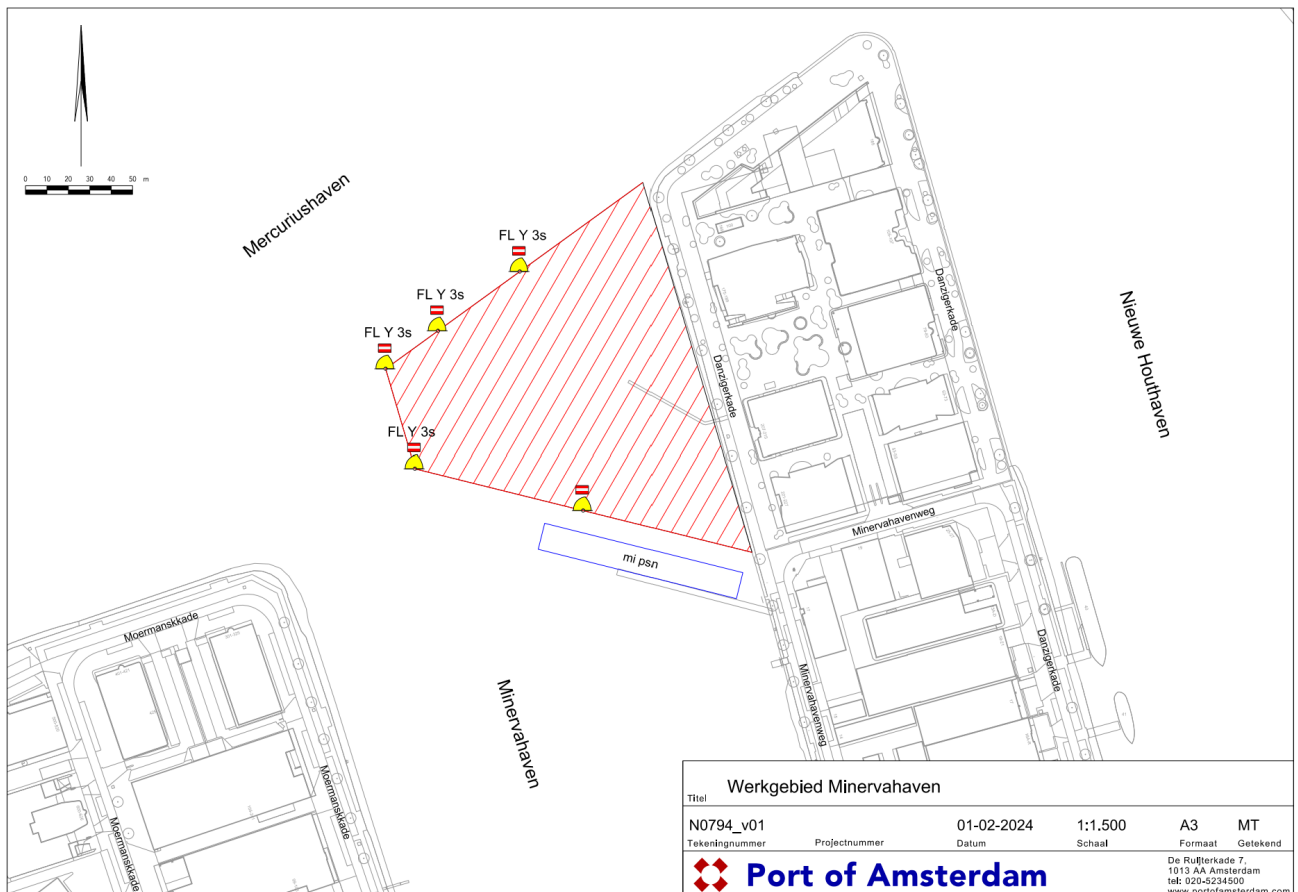 0 10 20 30 40 50 m
Mercuriushaven
FL Y 3s
FL Y 3s
FL Y 3s
FL Y 3s
Danzigerkade
Danzigerkade
Nieuwe Houthaven
Minervahavenweg
mi psn
Moermanskkade
Danzigerkade
Minervahavenweg
Minervahaven
Moermanskkade
Moermanskkade
Titel Werkgebied Minervahaven
N0794_v01 01-02-2024 1:1.500 A3 MT
Tekeningnummer Projectnummer Datum Schaal Formaat Getekend
Port of Amsterdam
De Ruijterkade 7,
1013 AA Amsterdam
tel: 020-5234500
www.portofamsterdam.com